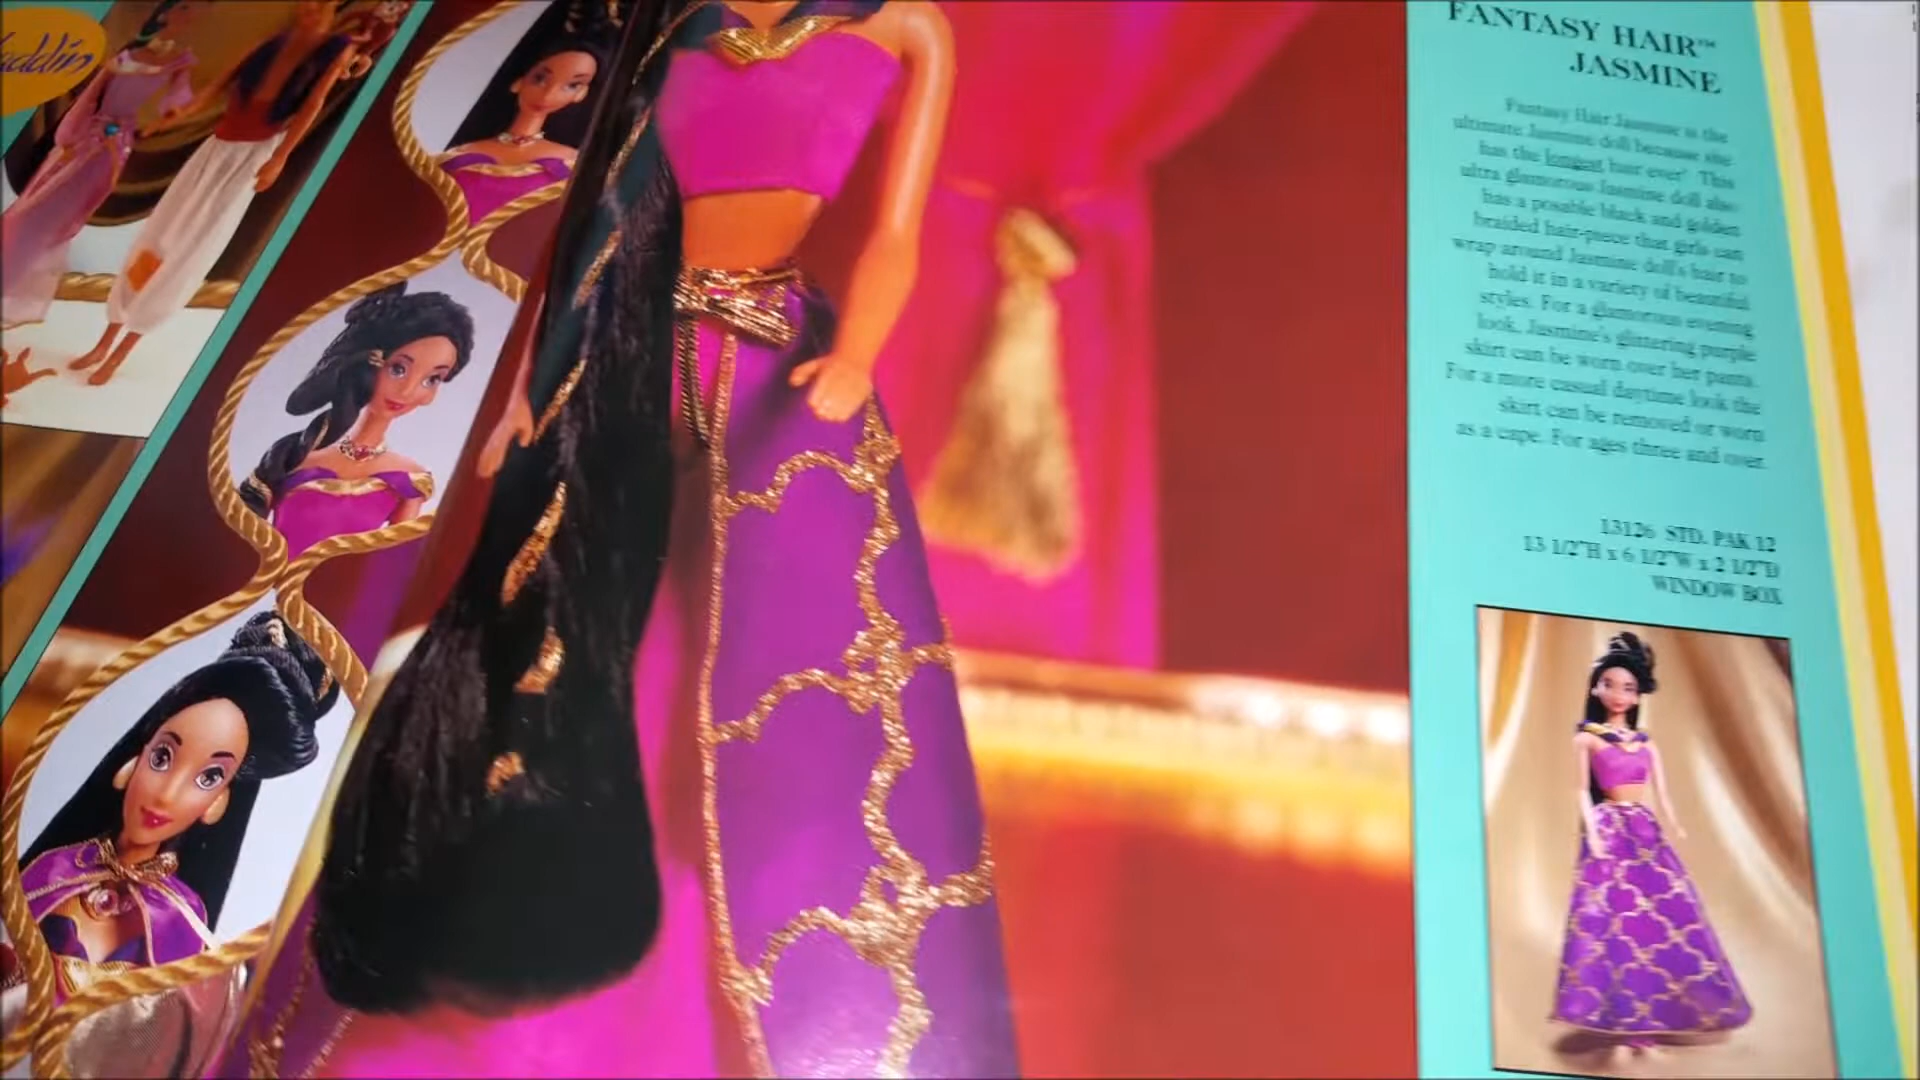 addin
FANTASY HAIR™
JASMINE
Fantasy Hair Jasmine is the
ultimate Jasmine doll because she
has the longest hair ever! This
ultra glamorous Jasmine doll also
has a posable black and golden
braided hair-piece that girls can
wrap around Jasmine doll's hair to
hold it in a variety of beautiful
styles. For a glamorous evening
look, Jasmine's glittering purple
skirt can be worn over her pants.
For a more casual daytime look the
skirt can be removed or worn
as a cape. For ages three and over.
13126 STD. PAK 12
13 1/2"H x 6 1/2"W x 2 1/2"D
WINDOW BOX